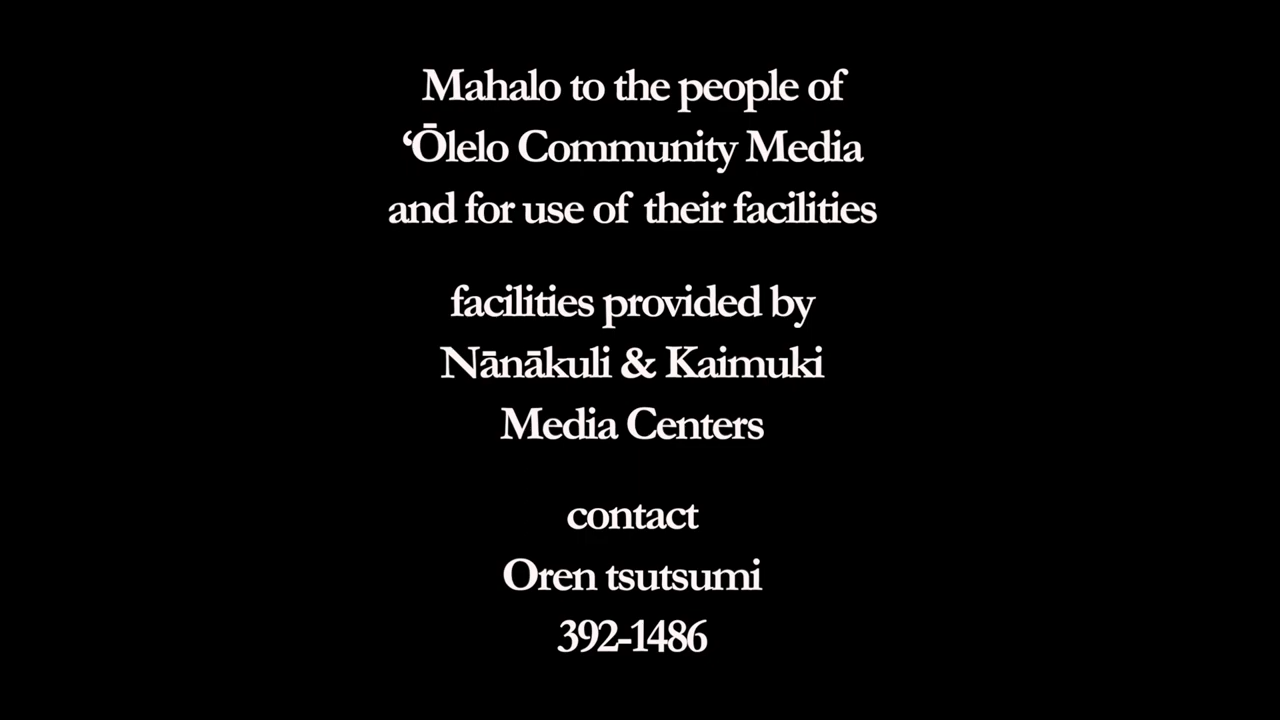 Mahalo to the people of
‘Ōlelo Community Media
and for use of their facilities
facilities provided by
Nānākuli & Kaimuki
Media Centers
contact
Oren tsutsumi
392-1486